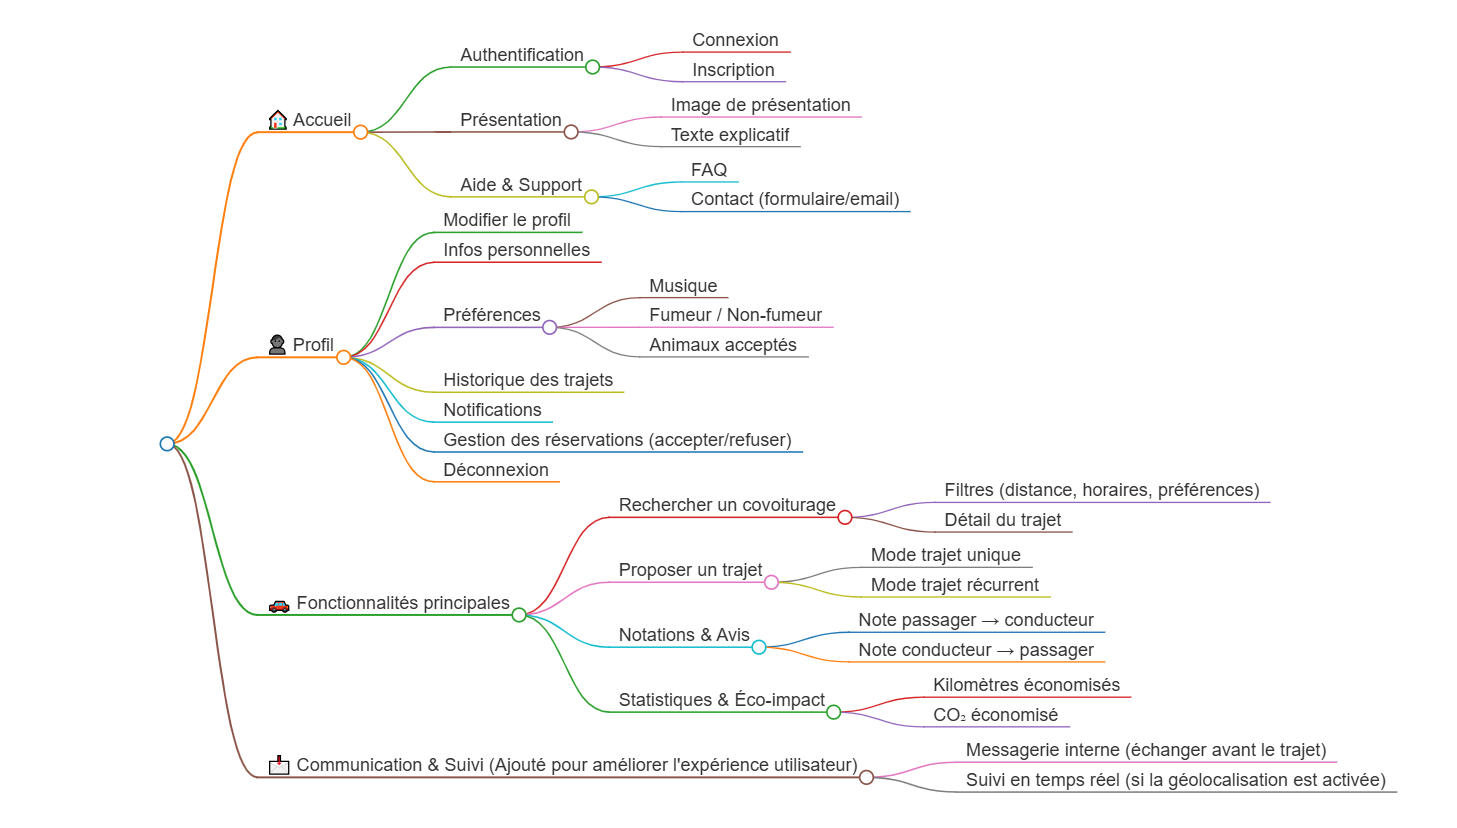 🏠 Accueil
Authentification
Connexion
Inscription
Présentation
Image de présentation
Texte explicatif
Aide & Support
FAQ
Contact (formulaire/email)
👤 Profil
Modifier le profil
Infos personnelles
Préférences
Musique
Fumeur / Non-fumeur
Animaux acceptés
Historique des trajets
Notifications
Gestion des réservations (accepter/refuser)
Déconnexion
🚗 Fonctionnalités principales
Rechercher un covoiturage
Filtres (distance, horaires, préférences)
Détail du trajet
Proposer un trajet
Mode trajet unique
Mode trajet récurrent
Notations & Avis
Note passager → conducteur
Note conducteur → passager
Statistiques & Éco-impact
Kilomètres économisés
CO₂ économisé
📩 Communication & Suivi (Ajouté pour améliorer l'expérience utilisateur)
Messagerie interne (échanger avant le trajet)
Suivi en temps réel (si la géolocalisation est activée)